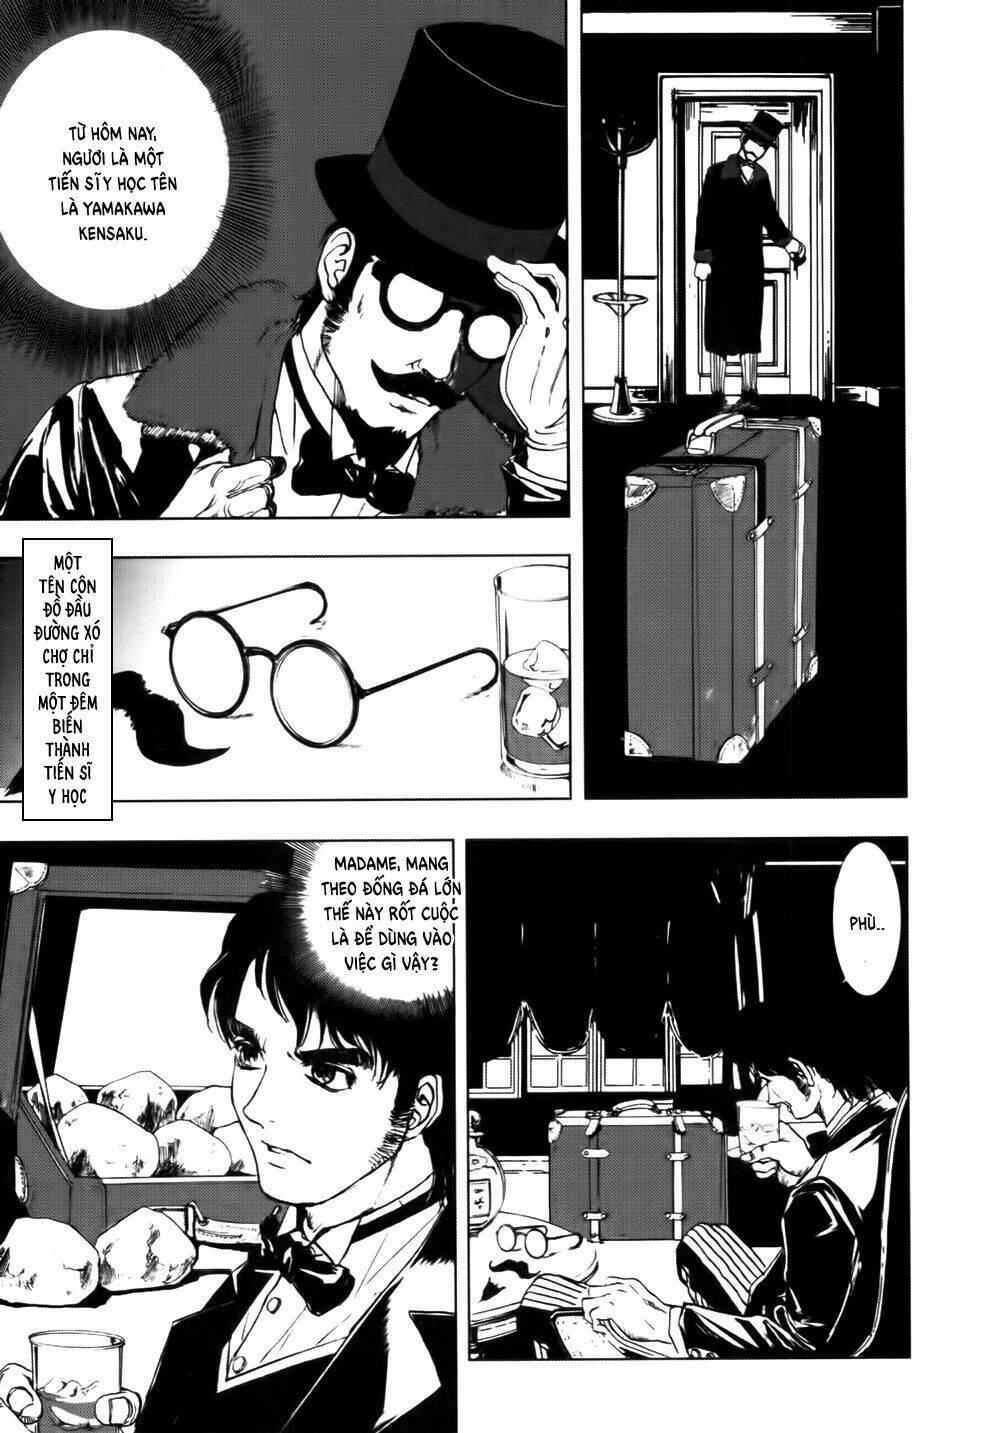 TỪ HÔM NAY,
NGƯƠI LÀ MỘT
TIẾN SĨ Y HỌC TÊN
LÀ YAMAKAWA
KENSAKU.
MỘT
TÊN CÔN
ĐỒ ĐẦU
ĐƯỜNG XÓ
CHỢ CHỈ
TRONG
MỘT ĐÊM
BIẾN
THÀNH
TIẾN SĨ
Y HỌC
PHÙ..
MADAME, MANG
THEO ĐỐNG ĐÁ LỚN
THẾ NÀY RỐT CUỘC
LÀ ĐỂ DÙNG VÀO
VIỆC GÌ VẬY?